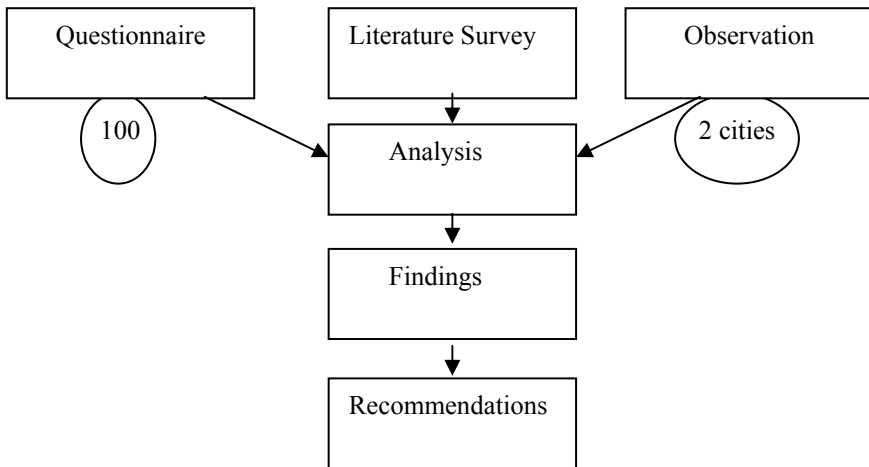 Questionnaire
Literature Survey
Observation
100
2 cities
Analysis
Findings
Recommendations